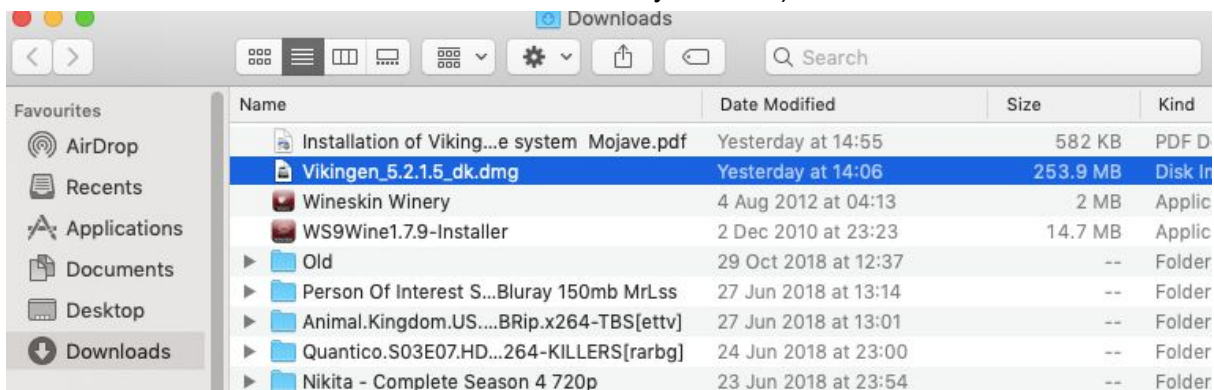 Downloads
Search
Favourites
AirDrop
Recents
Applications
Documents
Desktop
Downloads
Name Date Modified Size Kind
Installation of Viking...e system Mojave.pdf Yesterday at 14:55 582 KB PDF D
Vikingen_5.2.1.5_dk.dmg Yesterday at 14:06 253.9 MB Disk In
Wineskin Winery 4 Aug 2012 at 04:13 2 MB Applic
WS9Wine1.7.9-Installer 2 Dec 2010 at 23:23 14.7 MB Applic
Old 29 Oct 2018 at 12:37 -- Folder
Person Of Interest S...Bluray 150mb MrLss 27 Jun 2018 at 13:14 -- Folder
Animal.Kingdom.US....BRip.x264-TBS[ettv] 27 Jun 2018 at 13:01 -- Folder
Quantico.S03E07.HD...264-KILLERS[rarbg] 24 Jun 2018 at 23:00 -- Folder
Nikita - Complete Season 4 720p 23 Jun 2018 at 23:54 -- Folder